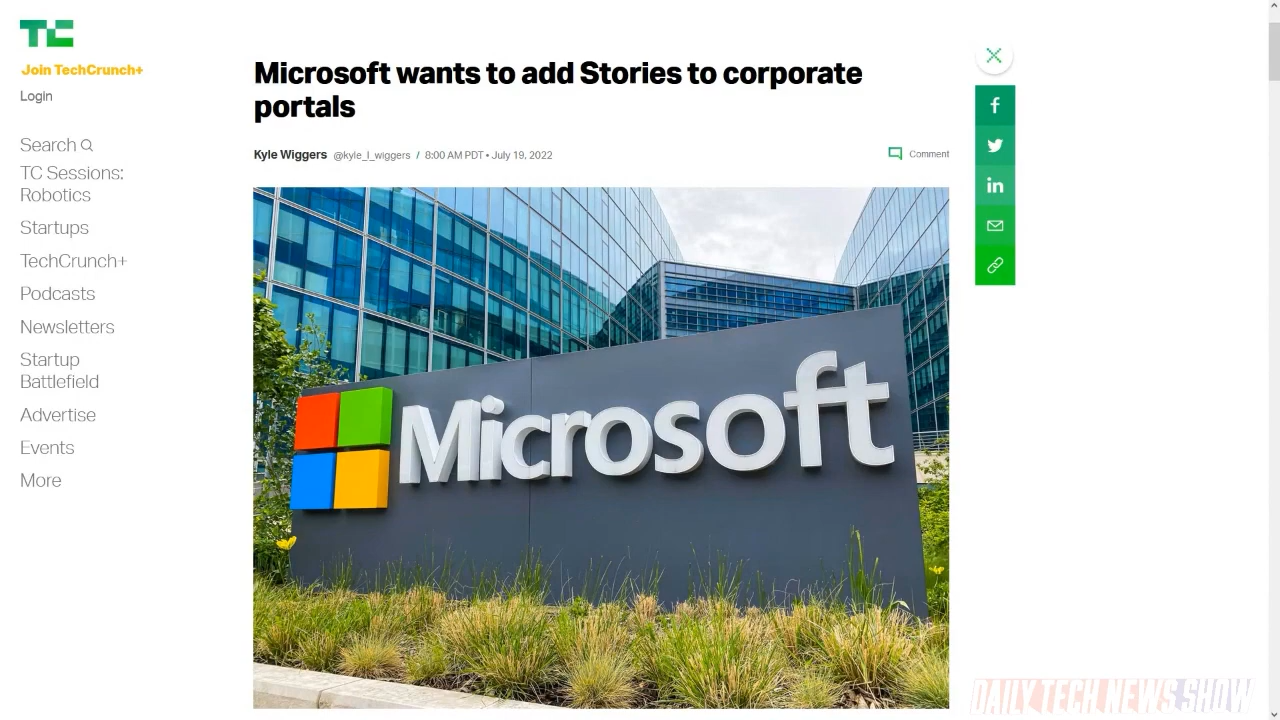 TC
Join TechCrunch+
Login
Search
TC Sessions:
Robotics
Startups
TechCrunch+
Podcasts
Newsletters
Startup
Battlefield
Advertise
Events
More
Microsoft wants to add Stories to corporate
portals
Kyle Wiggers @kyle_l_wiggers / 8:00 AM PDT • July 19, 2022
Comment
Microsoft
f
in
DAILY TECH NEWS SHOW